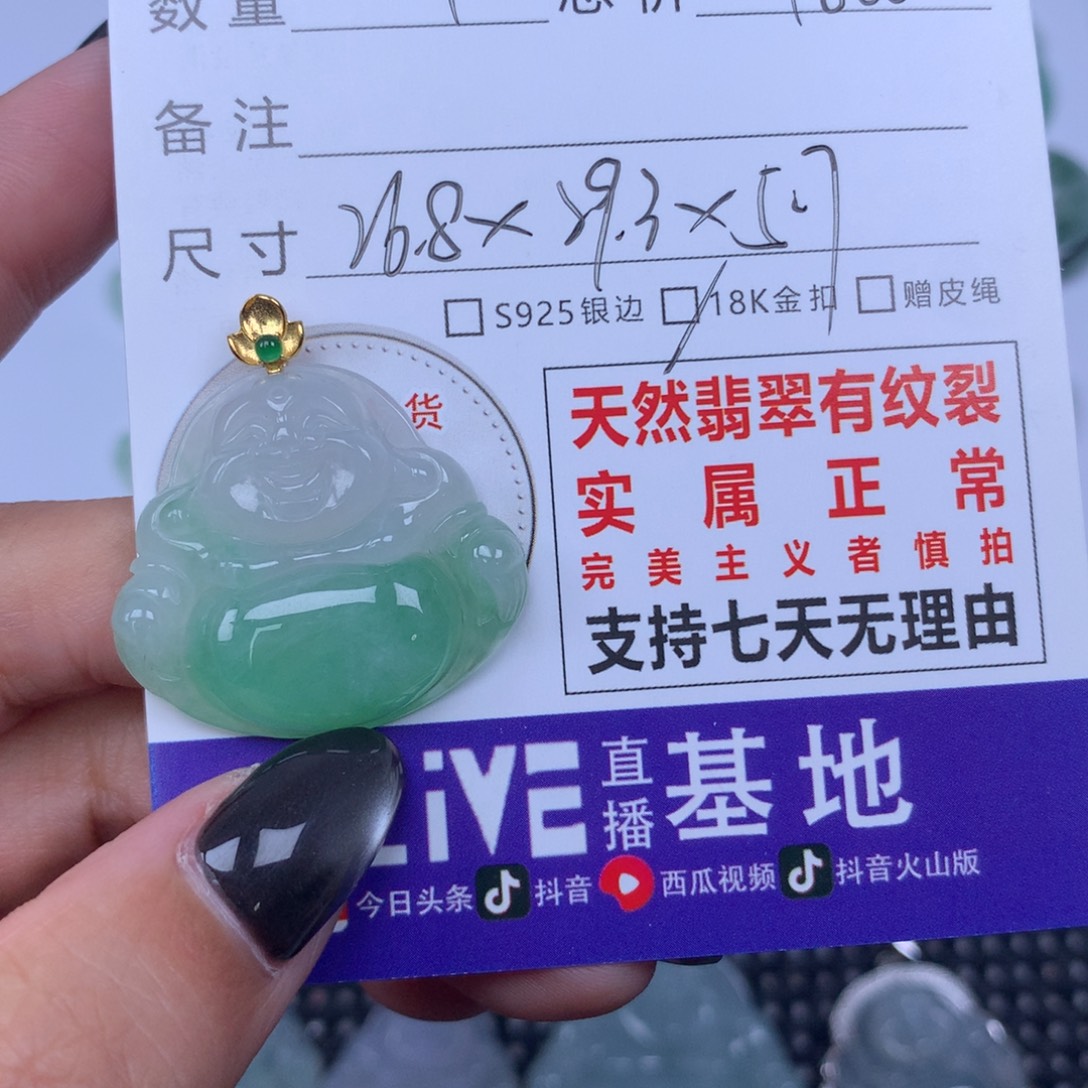 数量 1 总价
备注
尺寸 26.8×29.3×5.7
S925银边 18K金扣 赠皮绳
货
天然翡翠有纹裂
实属正常
完美主义者慎拍
支持七天无理由
LiVE 直播 基地
今日头条 抖音 西瓜视频 抖音火山版